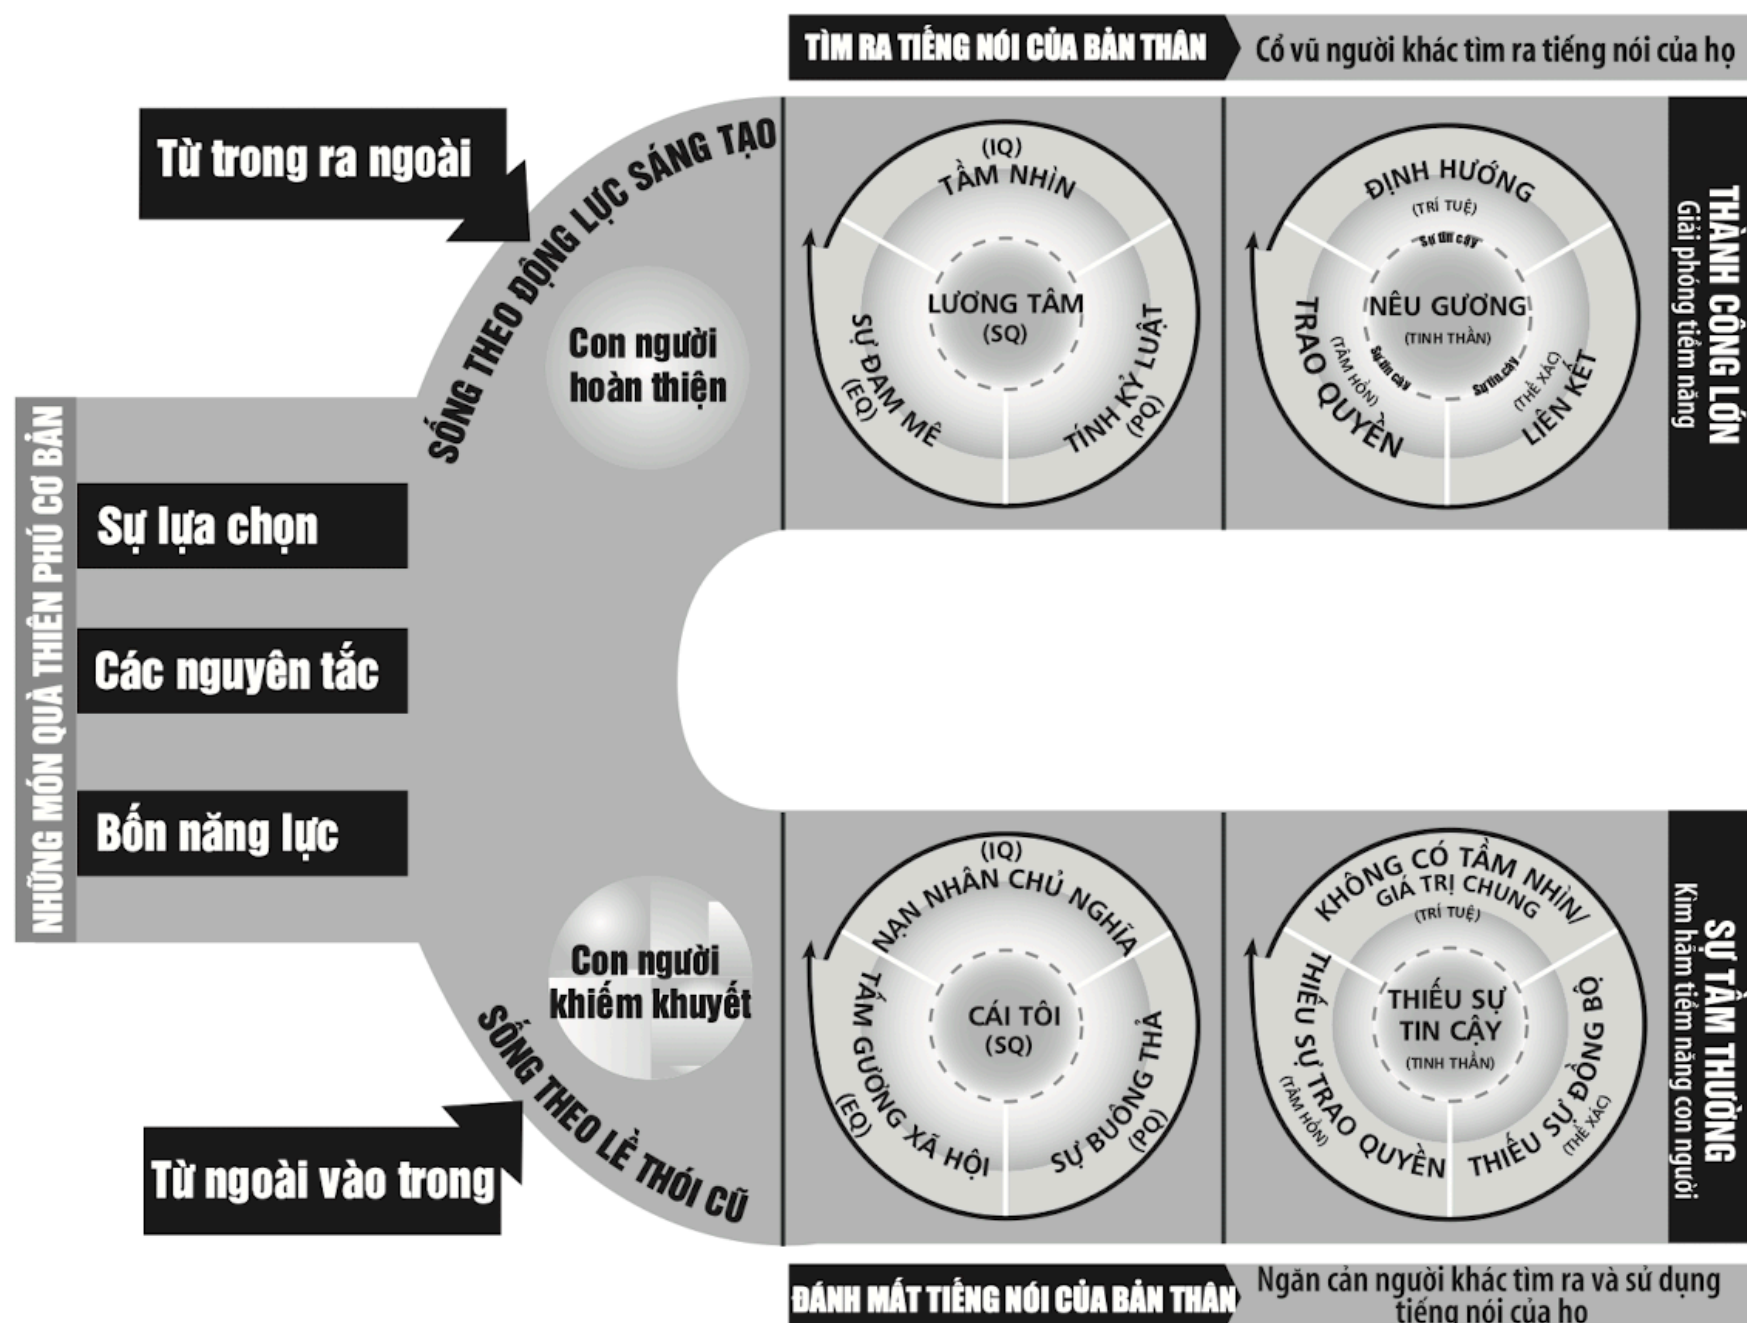 TÌM RA TIẾNG NÓI CỦA BẢN THÂN
Cổ vũ người khác tìm ra tiếng nói của họ
Từ trong ra ngoài
SỐNG THEO ĐỘNG LỰC SÁNG TẠO
Con người
hoàn thiện
(IQ)
TẦM NHÌN
LƯƠNG TÂM
(SQ)
SỰ ĐAM MÊ
(EQ)
TÍNH KỶ LUẬT
(PQ)
ĐỊNH HƯỚNG
(TRÍ TUỆ)
Sự tin cậy
NÊU GƯƠNG
(TINH THẦN)
Sự tin cậy
Sự tin cậy
(TÂM HỒN)
TRAO QUYỀN
(THỂ XÁC)
LIÊN KẾT
THÀNH CÔNG LỚN
Giải phóng tiềm năng
NHỮNG MÓN QUÀ THIÊN PHÚ CƠ BẢN
Sự lựa chọn
Các nguyên tắc
Bốn năng lực
Con người
khiếm khuyết
SỐNG THEO LỀ THÓI CŨ
Từ ngoài vào trong
(IQ)
NẠN NHÂN CHỦ NGHĨA
CÁI TÔI
(SQ)
TẤM GƯƠNG XÃ HỘI
(EQ)
SỰ BUÔNG THẢ
(PQ)
KHÔNG CÓ TẦM NHÌN/
GIÁ TRỊ CHUNG
(TRÍ TUỆ)
THIẾU SỰ
TIN CẬY
(TINH THẦN)
THIẾU SỰ TRAO QUYỀN
(TÂM HỒN)
THIẾU SỰ ĐỒNG BỘ
(THỂ XÁC)
SỰ TẦM THƯỜNG
Kìm hãm tiềm năng con người
ĐÁNH MẤT TIẾNG NÓI CỦA BẢN THÂN
Ngăn cản người khác tìm ra và sử dụng
tiếng nói của họ